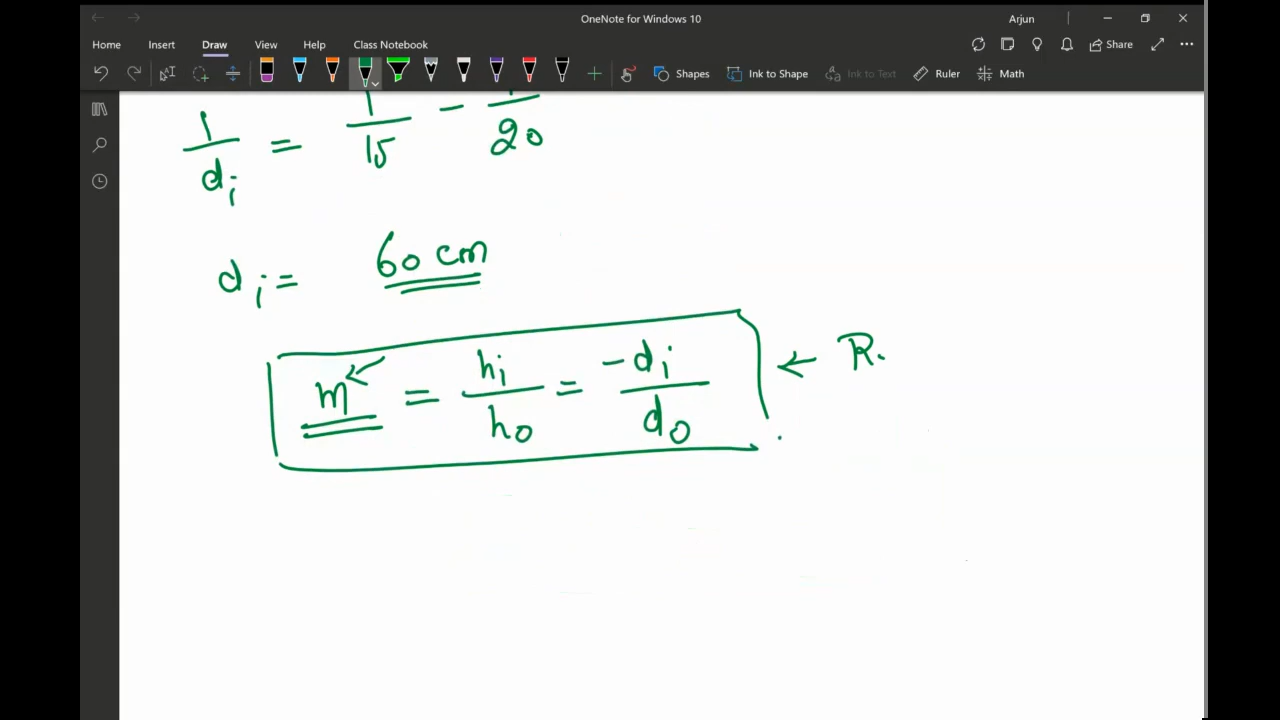 OneNote for Windows 10
Arjun
Home Insert Draw View Help Class Notebook
Share
Shapes Ink to Shape Ink to Text Ruler Math
1/di = 1/15 - 1/20
di = 60 cm
m = hi/ho = -di/do ← R.